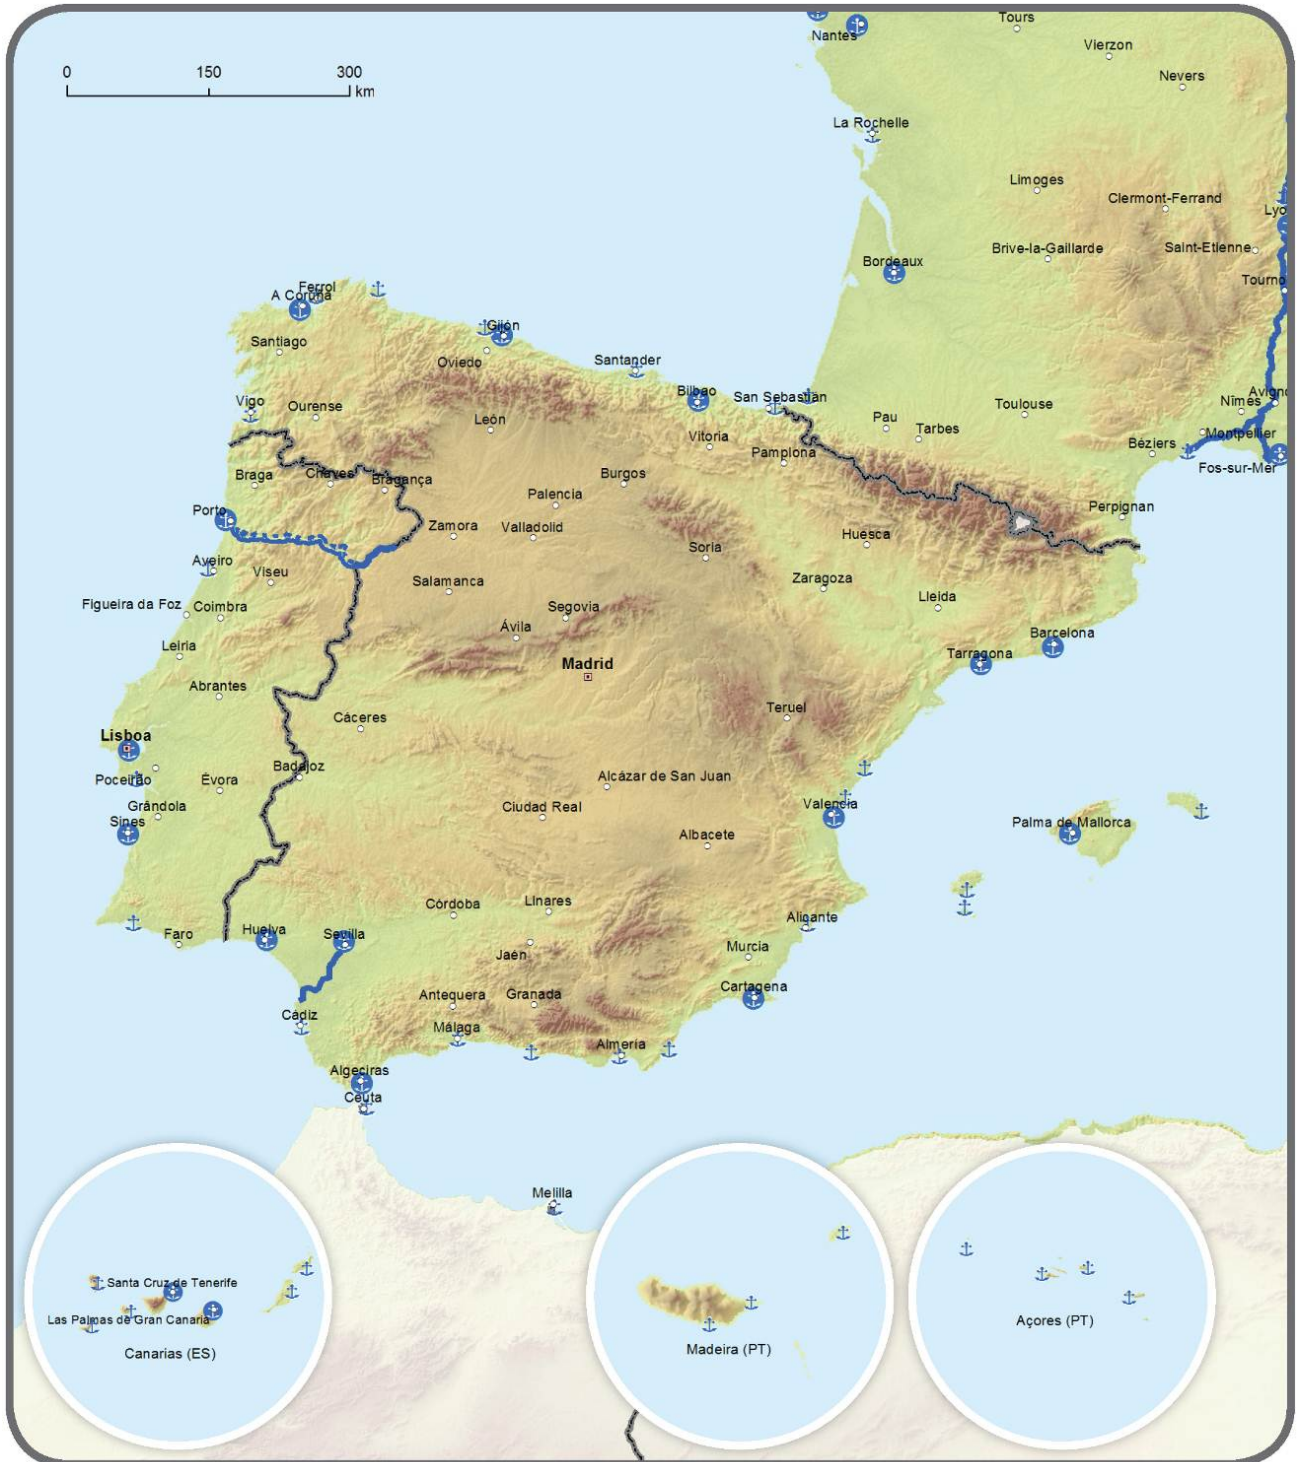 Nantes
Tours
Vierzon
Nevers
0 150 300
km
La Rochelle
Limoges
Clermont-Ferrand
Lyo
Brive-la-Gaillarde
Saint-Etienne
Bordeaux
Tourno
Ferrol
A Coruña
Gijón
Santiago
Oviedo
Santander
Bilbao
San Sebastián
Avigno
Nîmes
Vigo
Ourense
León
Pau
Toulouse
Tarbes
Montpellier
Béziers
Vitoria
Pamplona
Fos-sur-Mer
Braga
Chaves
Bragança
Burgos
Palencia
Perpignan
Porto
Zamora
Valladolid
Huesca
Soria
Aveiro
Viseu
Salamanca
Zaragoza
Lleida
Figueira da Foz
Coimbra
Segovia
Ávila
Barcelona
Leiria
Madrid
Tarragona
Abrantes
Cáceres
Teruel
Lisboa
Poceirão
Évora
Badajoz
Alcázar de San Juan
Grândola
Ciudad Real
Valencia
Sines
Albacete
Palma de Mallorca
Córdoba
Linares
Alicante
Faro
Huelva
Sevilla
Jaén
Murcia
Antequera
Granada
Cartagena
Cádiz
Málaga
Almería
Algeciras
Ceuta
Melilla
Santa Cruz de Tenerife
Las Palmas de Gran Canaria
Canarias (ES)
Madeira (PT)
Açores (PT)